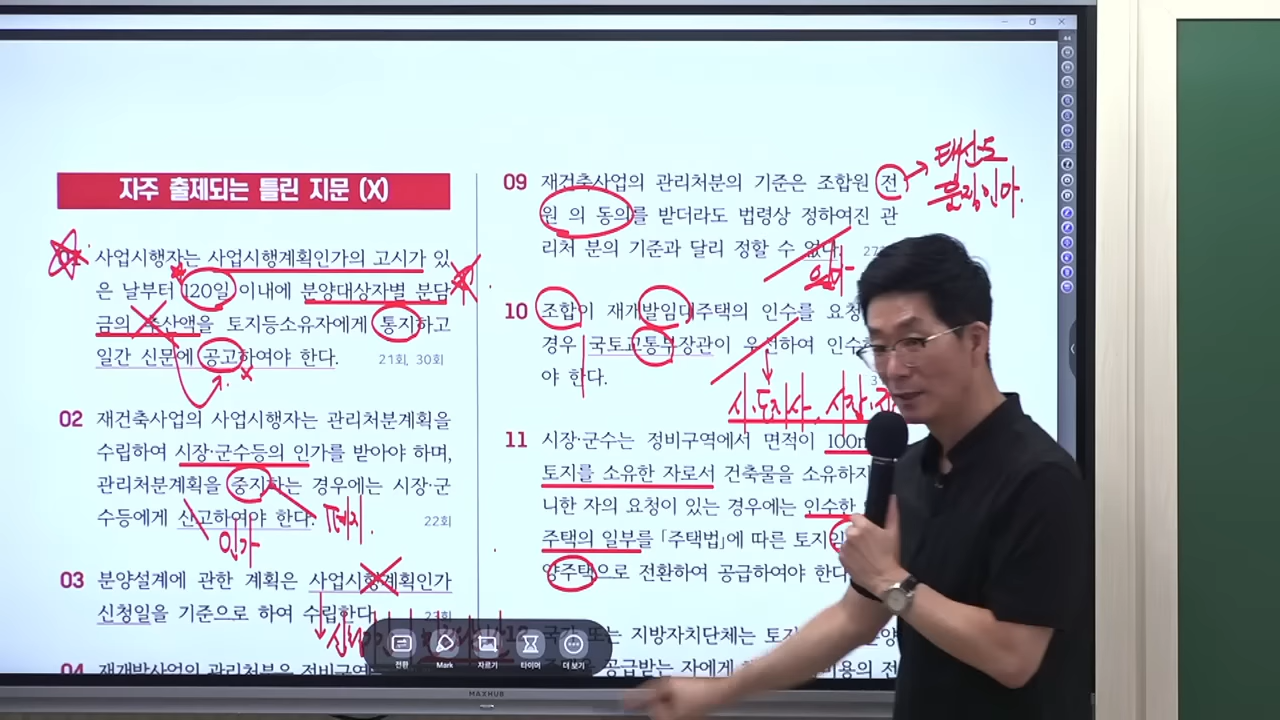 자주 출제되는 틀린 지문 (X)
사업시행자는 사업시행계획인가의 고시가 있
은 날부터 120일 이내에 분양대상자별 분담
금의 추산액을 토지등소유자에게 통지하고
일간 신문에 공고하여야 한다. 21회, 30회
02 재건축사업의 사업시행자는 관리처분계획을
수립하여 시장·군수등의 인가를 받아야 하며,
관리처분계획을 중지하는 경우에는 시장·군
수등에게 신고하여야 한다. 22회
폐지
인가
03 분양설계에 관한 계획은 사업시행계획인가
신청일을 기준으로 하여 수립한다. 23회
04 재개발사업의 관리처분은 정비구역
09 재건축사업의 관리처분의 기준은 조합원 전
원 의 동의를 받더라도 법령상 정하여진 관
리처 분의 기준과 달리 정할 수 없다.
있다
10 조합이 재개발임대주택의 인수를 요청
경우 국토교통부장관이 우선하여 인수
야 한다.
시·도지사, 시장·
11 시장·군수는 정비구역에서 면적이
토지를 소유한 자로서 건축물을 소유하지
니한 자의 요청이 있는 경우에는 인수한
주택의 일부를 「주택법」에 따른 토지임
양주택으로 전환하여 공급하여야 한다
12 국가 또는 지방자치단체는 토지
공급받는 자에게
전환
Mark
자르기
타이머
더 보기
MAXHUB